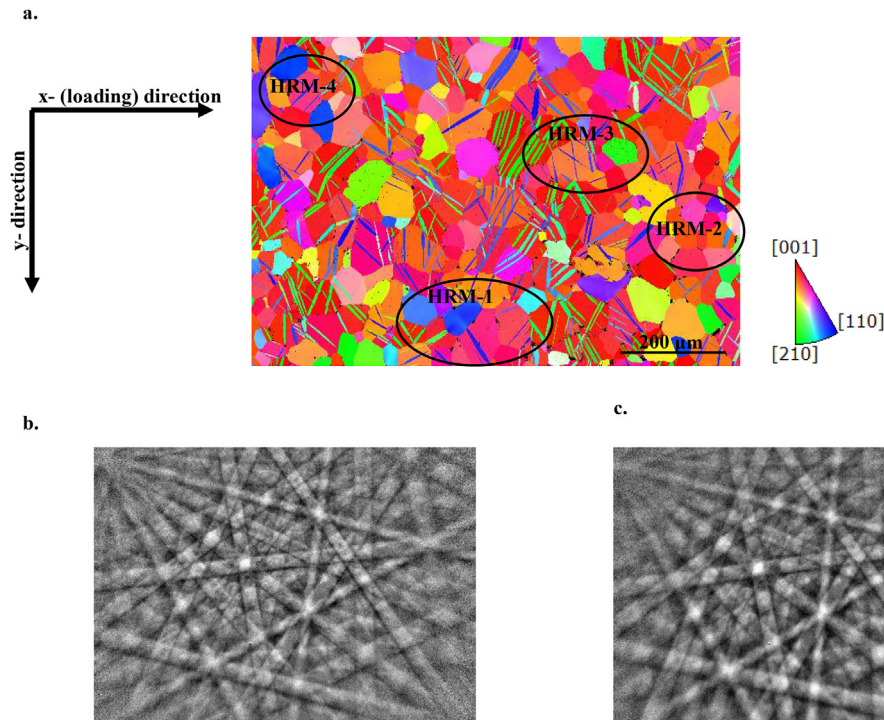 a.
x- (loading) direction
y- direction
HRM-4
HRM-3
HRM-2
HRM-1
200 µm
[001]
[110]
[210]
b.
c.